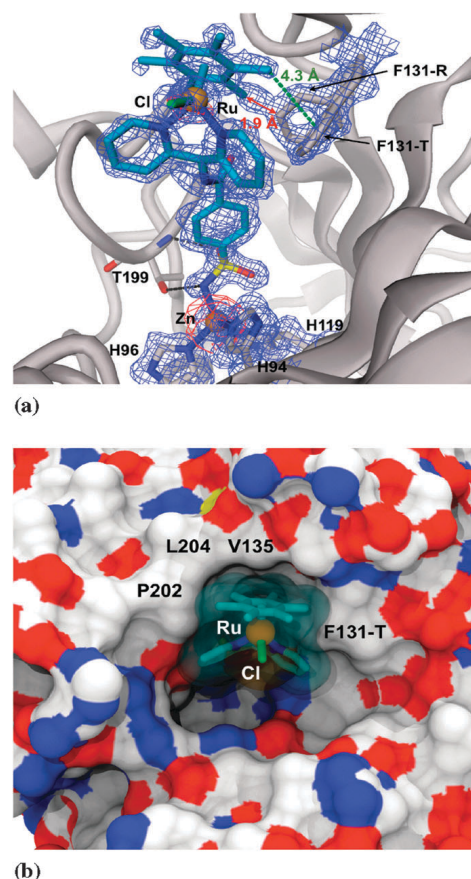 4.3 Å
F131-R
Cl
Ru
1.9 Å
F131-T
T199
Zn
H119
H96
H94
(a)
L204 V135
P202
Ru
F131-T
Cl
(b)